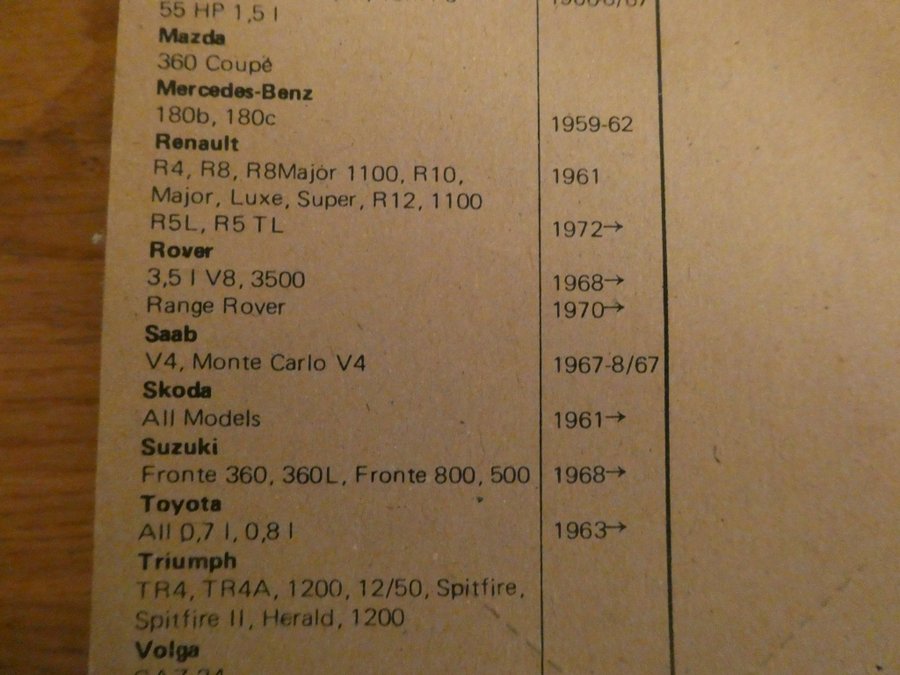 55 HP 1,5 l
Mazda
360 Coupé
Mercedes-Benz
180b, 180c 1959-62
Renault
R4, R8, R8Major 1100, R10, 1961
Major, Luxe, Super, R12, 1100
R5L, R5 TL 1972→
Rover
3,5 l V8, 3500 1968→
Range Rover 1970→
Saab
V4, Monte Carlo V4 1967-8/67
Skoda
All Models 1961→
Suzuki
Fronte 360, 360L, Fronte 800, 500 1968→
Toyota
All 0,7 l, 0,8 l 1963→
Triumph
TR4, TR4A, 1200, 12/50, Spitfire,
Spitfire II, Herald, 1200
Volga